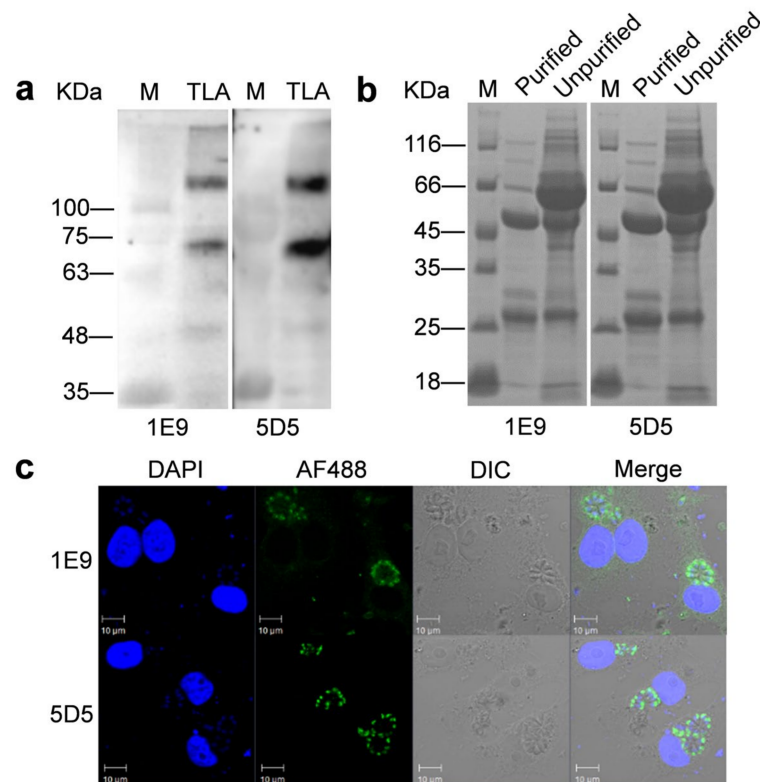 a KDa M TLA M TLA
100
75
63
48
35
1E9 5D5
b KDa M Purified Unpurified M Purified Unpurified
116
66
45
35
25
18
1E9 5D5
c DAPI AF488 DIC Merge
1E9
10 µm 10 µm 10 µm 10 µm
5D5
10 µm 10 µm 10 µm 10 µm